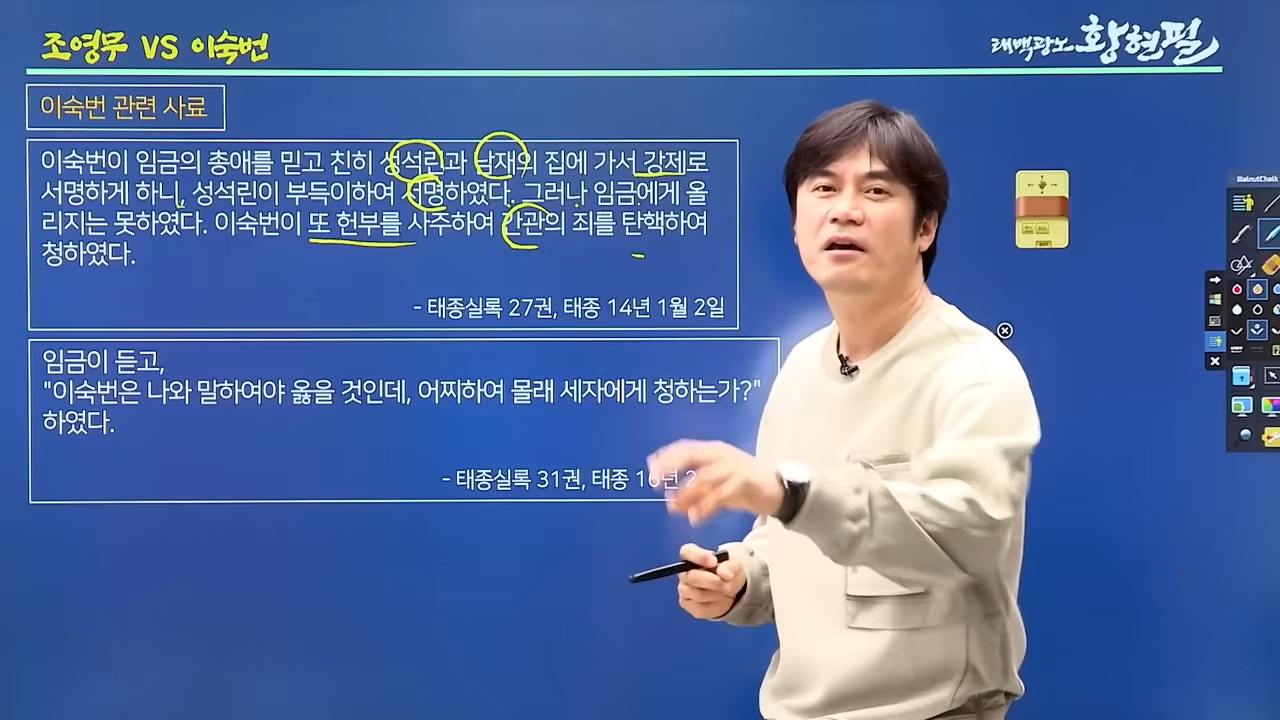 조영무 VS 이숙번
태백광노 황현필
이숙번 관련 사료
이숙번이 임금의 총애를 믿고 친히 성석린과 남재의 집에 가서 강제로
서명하게 하니, 성석린이 부득이하여 서명하였다. 그러나 임금에게 올
리지는 못하였다. 이숙번이 또 헌부를 사주하여 간관의 죄를 탄핵하여
청하였다.
- 태종실록 27권, 태종 14년 1월 2일
임금이 듣고,
"이숙번은 나와 말하여야 옳을 것인데, 어찌하여 몰래 세자에게 청하는가?"
하였다.
- 태종실록 31권, 태종 16년
WalnutChalk